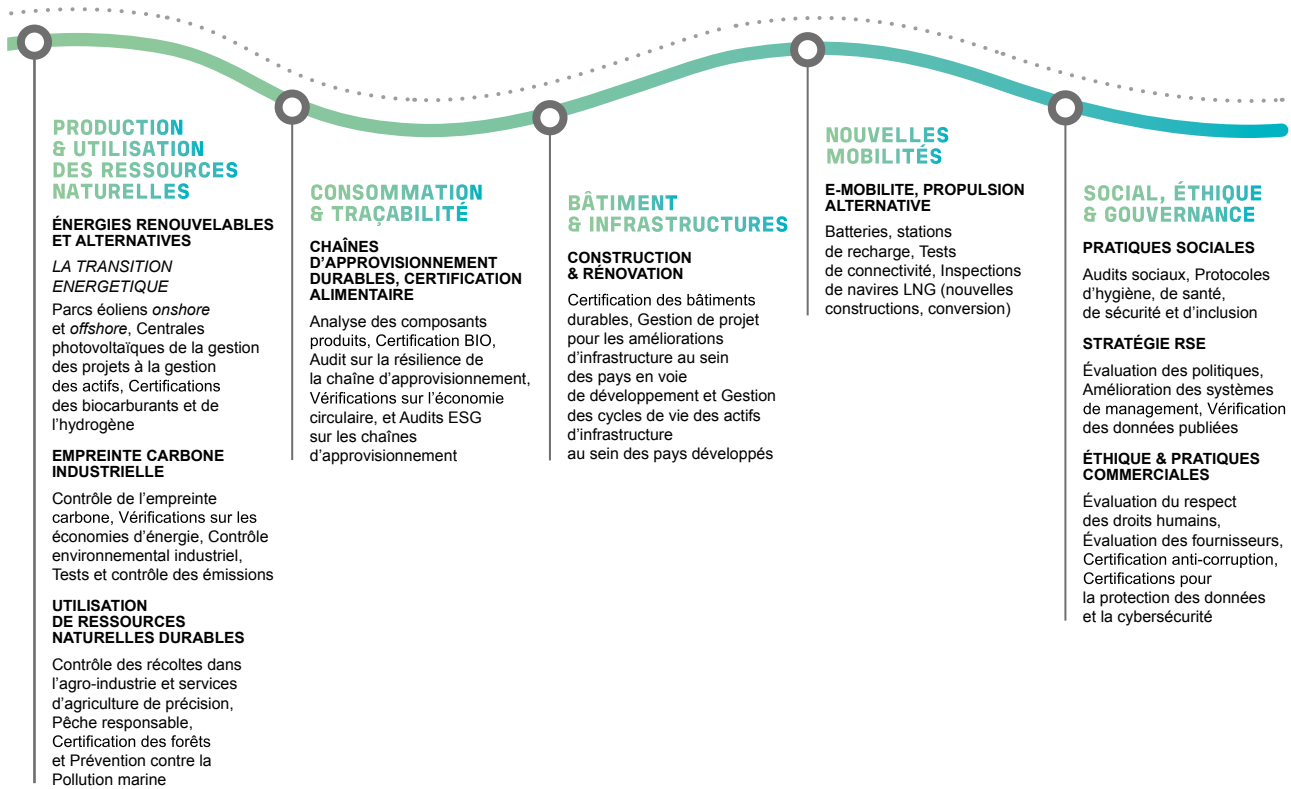 PRODUCTION
& UTILISATION
DES RESSOURCES
NATURELLES
ÉNERGIES RENOUVELABLES
ET ALTERNATIVES
LA TRANSITION
ENERGETIQUE
Parcs éoliens onshore
et offshore, Centrales
photovoltaïques de la gestion
des projets à la gestion
des actifs, Certifications
des biocarburants et de
l’hydrogène
EMPREINTE CARBONE
INDUSTRIELLE
Contrôle de l’empreinte
carbone, Vérifications sur les
économies d’énergie, Contrôle
environnemental industriel,
Tests et contrôle des émissions
UTILISATION
DE RESSOURCES
NATURELLES DURABLES
Contrôle des récoltes dans
l’agro-industrie et services
d’agriculture de précision,
Pêche responsable,
Certification des forêts
et Prévention contre la
Pollution marine
CONSOMMATION
& TRAÇABILITÉ
CHAÎNES
D’APPROVISIONNEMENT
DURABLES, CERTIFICATION
ALIMENTAIRE
Analyse des composants
produits, Certification BIO,
Audit sur la résilience de
la chaîne d’approvisionnement,
Vérifications sur l’économie
circulaire, et Audits ESG
sur les chaînes
d’approvisionnement
BÂTIMENT
& INFRASTRUCTURES
CONSTRUCTION
& RÉNOVATION
Certification des bâtiments
durables, Gestion de projet
pour les améliorations
d’infrastructure au sein
des pays en voie
de développement et Gestion
des cycles de vie des actifs
d’infrastructure
au sein des pays développés
NOUVELLES
MOBILITÉS
E-MOBILITE, PROPULSION
ALTERNATIVE
Batteries, stations
de recharge, Tests
de connectivité, Inspections
de navires LNG (nouvelles
constructions, conversion)
SOCIAL, ÉTHIQUE
& GOUVERNANCE
PRATIQUES SOCIALES
Audits sociaux, Protocoles
d’hygiène, de santé,
de sécurité et d’inclusion
STRATÉGIE RSE
Évaluation des politiques,
Amélioration des systèmes
de management, Vérification
des données publiées
ÉTHIQUE & PRATIQUES
COMMERCIALES
Évaluation du respect
des droits humains,
Évaluation des fournisseurs,
Certification anti-corruption,
Certifications pour
la protection des données
et la cybersécurité